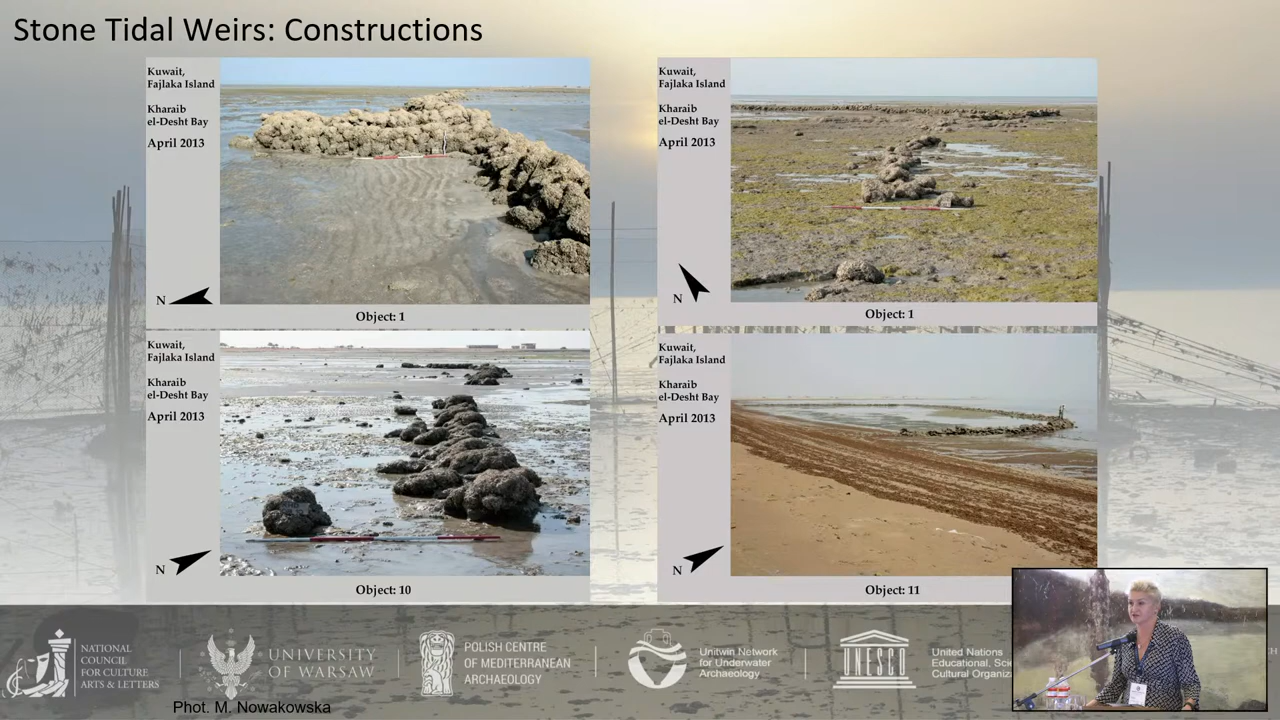 Stone Tidal Weirs: Constructions
Kuwait,
Fajlaka Island
Kharaib
el-Desht Bay
April 2013
N
Object: 1
Kuwait,
Fajlaka Island
Kharaib
el-Desht Bay
April 2013
N
Object: 1
Kuwait,
Fajlaka Island
Kharaib
el-Desht Bay
April 2013
N
Object: 10
Kuwait,
Fajlaka Island
Kharaib
el-Desht Bay
April 2013
N
Object: 11
NATIONAL
COUNCIL
FOR CULTURE
ARTS & LETTERS
UNIVERSITY
OF WARSAW
POLISH CENTRE
OF MEDITERRANEAN
ARCHAEOLOGY
Unitwin Network
for Underwater
Archaeology
UNESCO
United Nations
Educational, Sci
Cultural Organiz
CH
Phot. M. Nowakowska